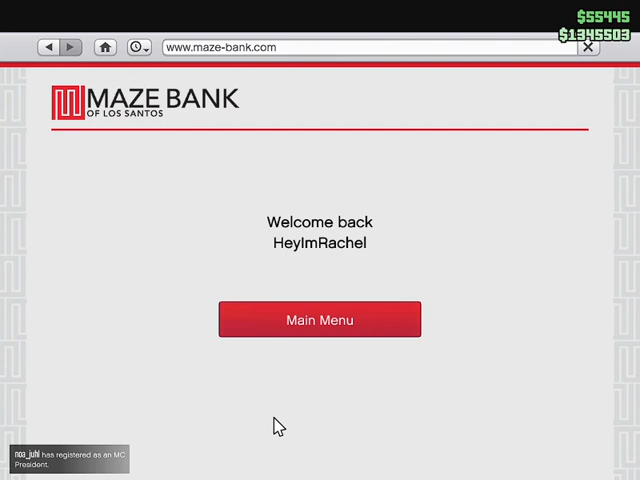 $55445
$1345503
www.maze-bank.com
MAZE BANK
OF LOS SANTOS
Welcome back
HeyImRachel
Main Menu
noa_juhl has registered as an MC
President.